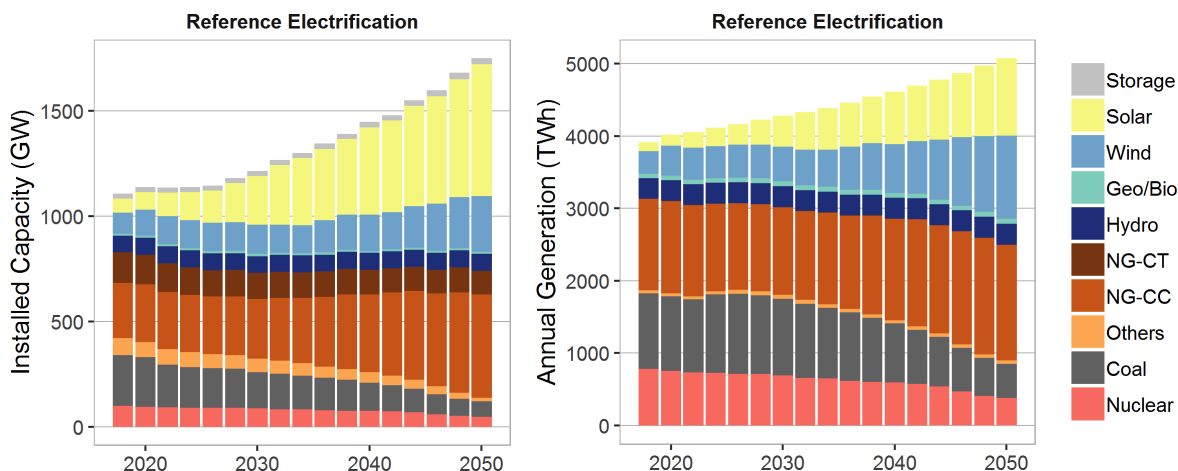 Reference Electrification
Installed Capacity (GW)
1500
1000
500
0
2020
2030
2040
2050
Reference Electrification
Annual Generation (TWh)
5000
4000
3000
2000
1000
0
2020
2030
2040
2050
Storage
Solar
Wind
Geo/Bio
Hydro
NG-CT
NG-CC
Others
Coal
Nuclear